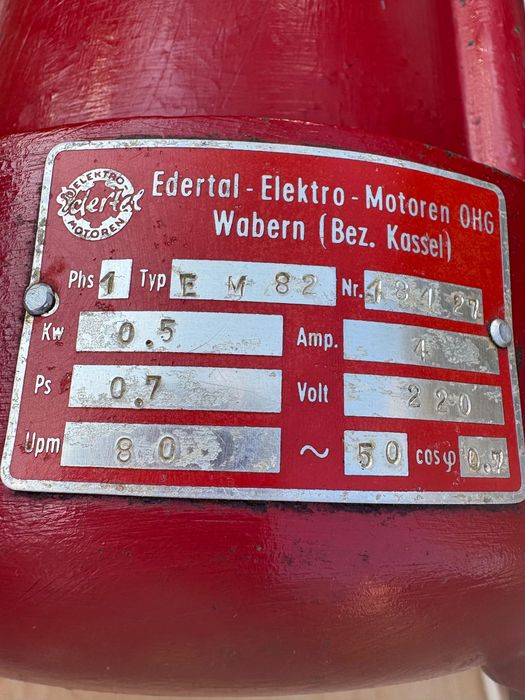 ELEKTRO
Edertal
MOTOREN
Edertal - Elektro - Motoren OHG
Wabern (Bez. Kassel)
Phs 1 Typ E M 82 Nr. 18127
Kw 0.5 Amp. 4
Ps 0.7 Volt 220
Upm 80 ~ 50 cosφ 0.7